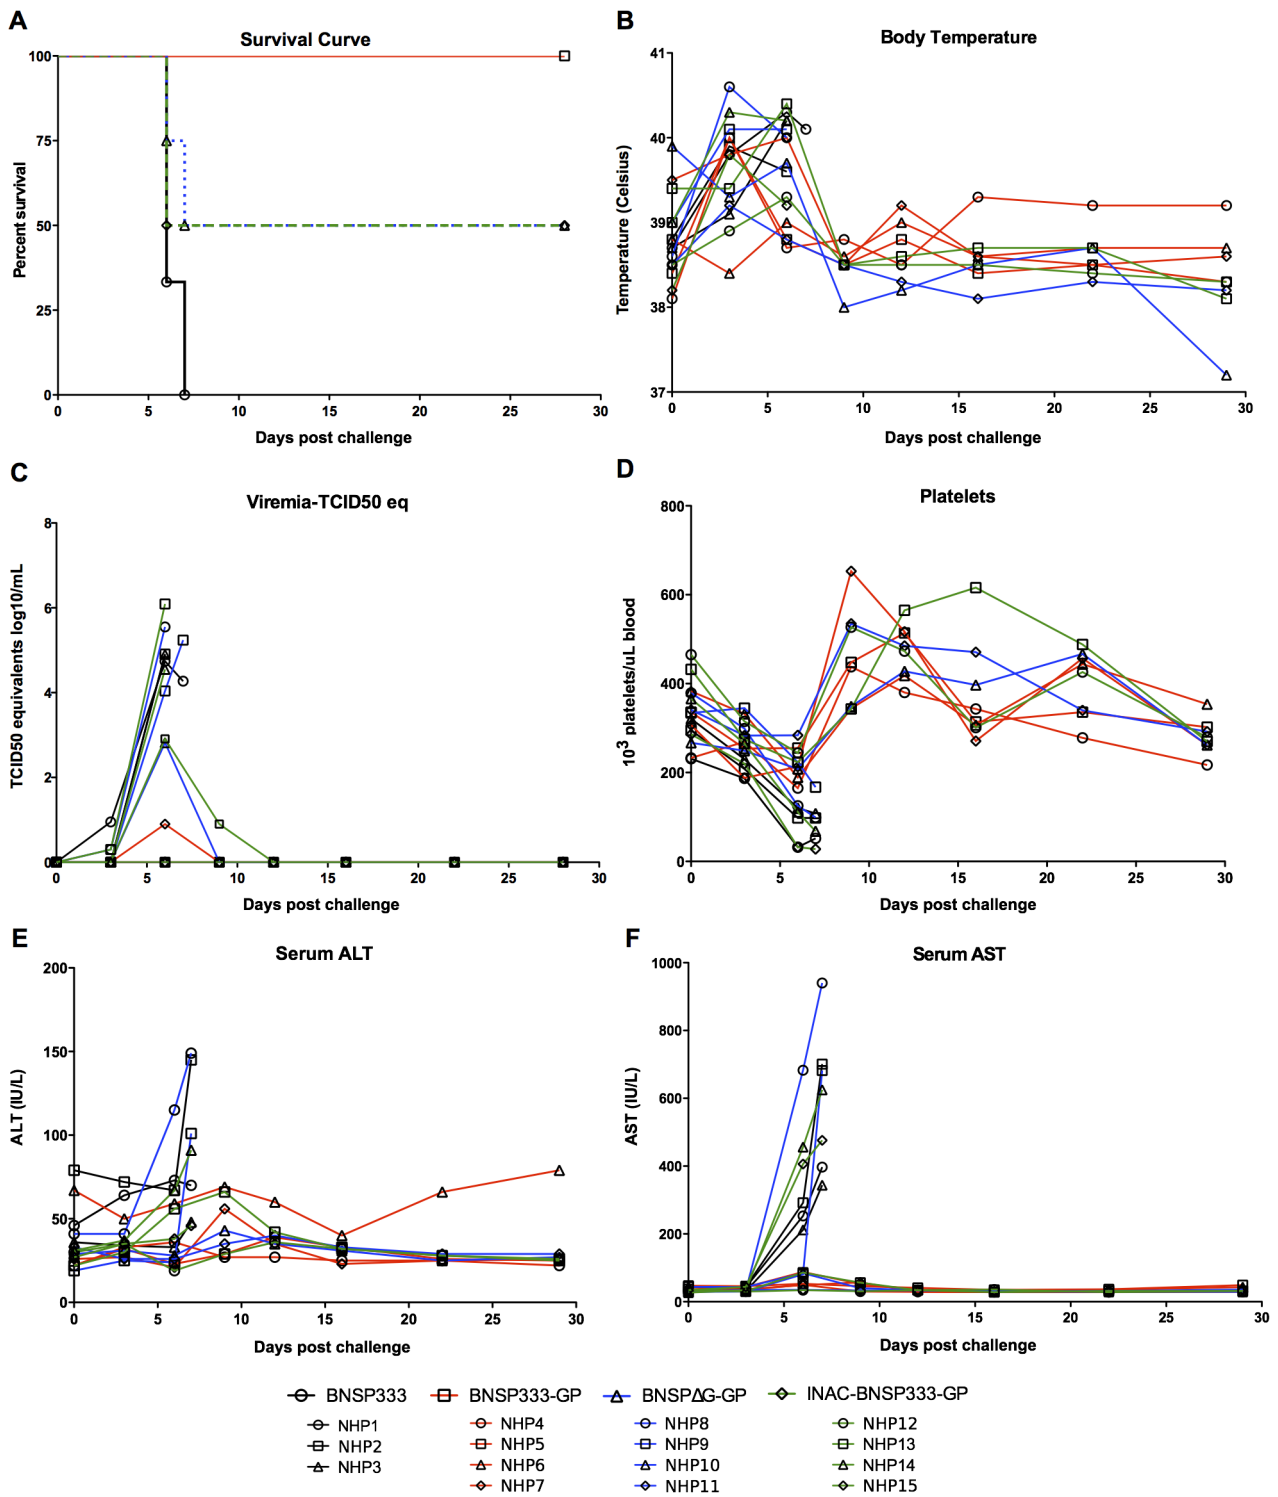 A
Survival Curve
Percent survival
100
75
50
25
0
0 5 10 15 20 25 30
Days post challenge
B
Body Temperature
Temperature (Celsius)
41
40
39
38
37
0 5 10 15 20 25 30
Days post challenge
C
Viremia-TCID50 eq
TCID50 equivalents log10/mL
8
6
4
2
0
0 5 10 15 20 25 30
Days post challenge
D
Platelets
10³ platelets/uL blood
800
600
400
200
0
0 5 10 15 20 25 30
Days post challenge
E
Serum ALT
ALT (IU/L)
200
150
100
50
0
0 5 10 15 20 25 30
Days post challenge
F
Serum AST
AST (IU/L)
1000
800
600
400
200
0
0 5 10 15 20 25 30
Days post challenge
BNSP333 BNSP333-GP BNSPΔG-GP INAC-BNSP333-GP
NHP1 NHP4 NHP8 NHP12
NHP2 NHP5 NHP9 NHP13
NHP3 NHP6 NHP10 NHP14
NHP7 NHP11 NHP15